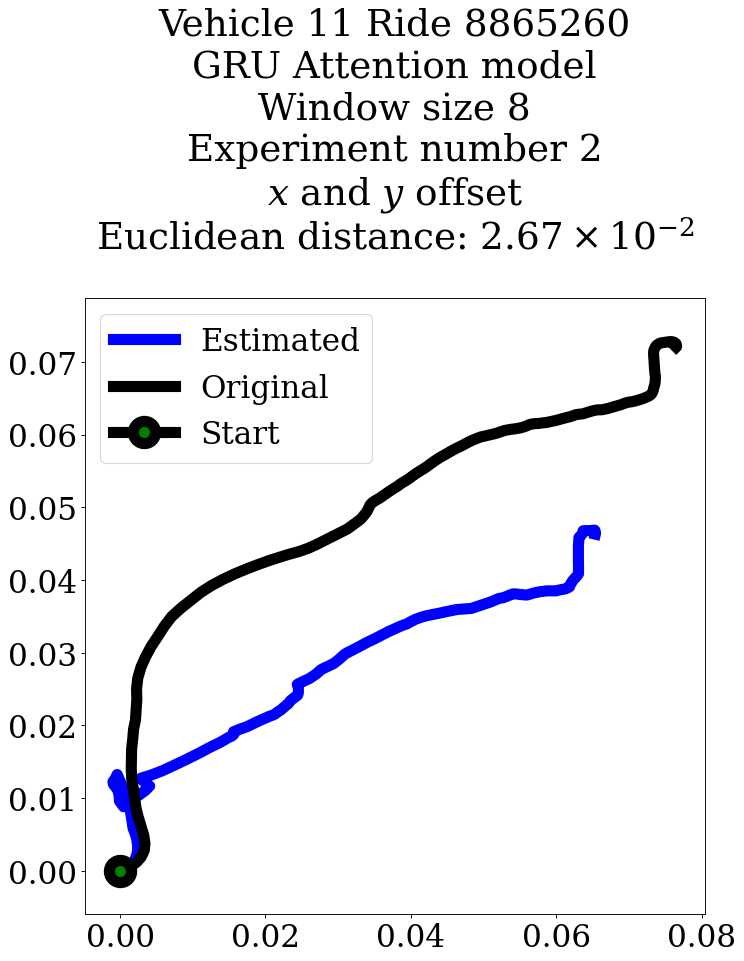 Vehicle 11 Ride 8865260
GRU Attention model
Window size 8
Experiment number 2
x and y offset
Euclidean distance: 2.67 × 10⁻²
Estimated
Original
Start
0.07
0.06
0.05
0.04
0.03
0.02
0.01
0.00
0.00 0.02 0.04 0.06 0.08